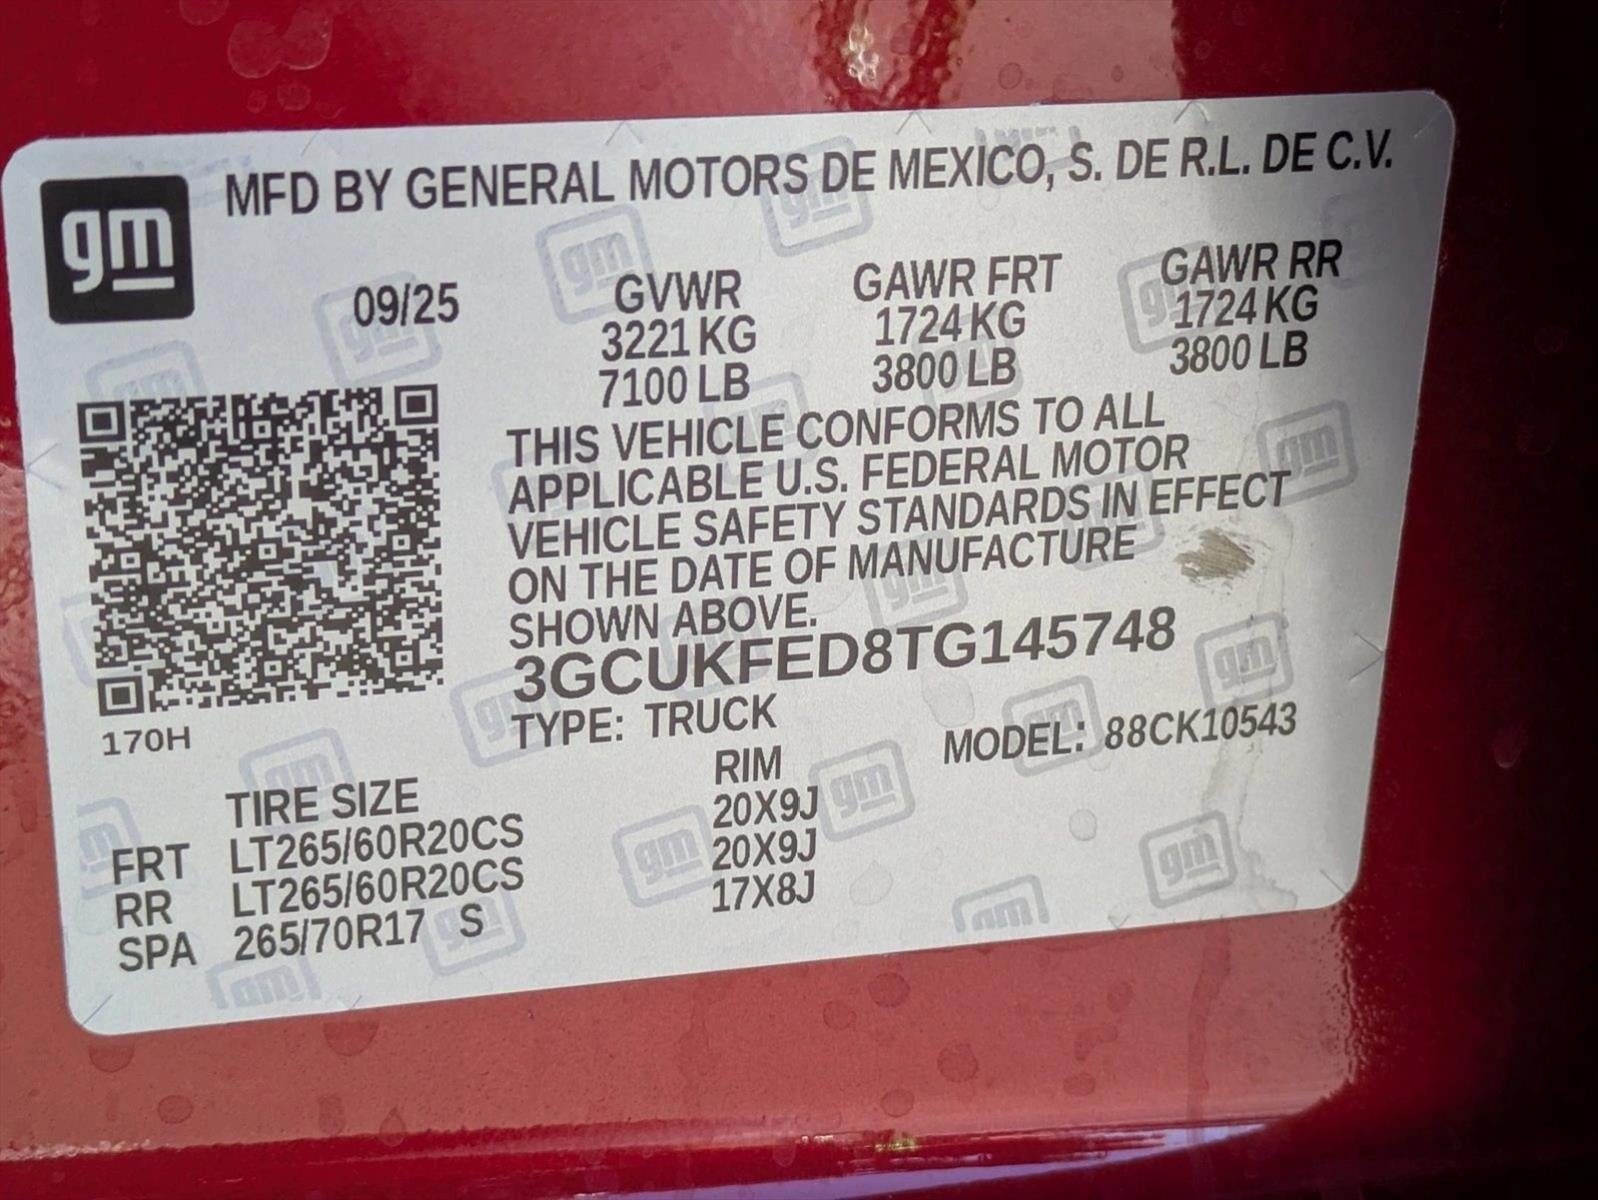 gm
MFD BY GENERAL MOTORS DE MEXICO, S. DE R.L. DE C.V.
09/25 GVWR GAWR FRT GAWR RR
3221 KG 1724 KG 1724 KG
7100 LB 3800 LB 3800 LB
THIS VEHICLE CONFORMS TO ALL
APPLICABLE U.S. FEDERAL MOTOR
VEHICLE SAFETY STANDARDS IN EFFECT
ON THE DATE OF MANUFACTURE
SHOWN ABOVE.
3GCUKFED8TG145748
170H
TYPE: TRUCK MODEL: 88CK10543
TIRE SIZE RIM
FRT LT265/60R20CS 20X9J
RR LT265/60R20CS 20X9J
SPA 265/70R17 S 17X8J